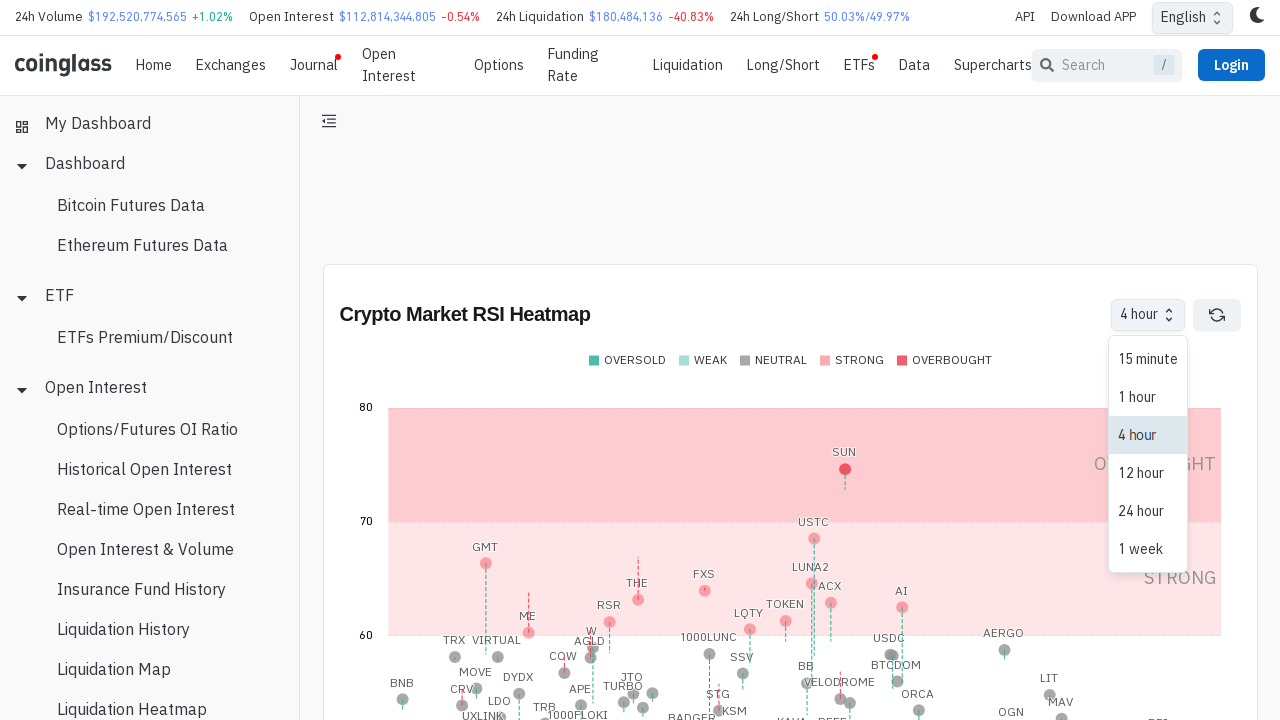 24h Volume $192,520,774,565 +1.02% Open Interest $112,814,344,805 -0.54% 24h Liquidation $180,484,136 -40.83% 24h Long/Short 50.03%/49.97% API Download APP English
coinglass Home Exchanges Journal Open Interest Options Funding Rate Liquidation Long/Short ETFs Data Supercharts Search / Login
My Dashboard
Dashboard
Bitcoin Futures Data
Ethereum Futures Data
ETF
ETFs Premium/Discount
Open Interest
Options/Futures OI Ratio
Historical Open Interest
Real-time Open Interest
Open Interest & Volume
Insurance Fund History
Liquidation History
Liquidation Map
Liquidation Heatmap
Crypto Market RSI Heatmap
4 hour
15 minute
1 hour
4 hour
12 hour
24 hour
1 week
OVERSOLD WEAK NEUTRAL STRONG OVERBOUGHT
80
SUN
70
USTC
GMT
LUNA2
FXS
THE
ACX
STRONG
AI
TOKEN
RSR
LQTY
ME
W
60
AERGO
TRX VIRTUAL
AGLD
1000LUNC
USDC
COW
SSV
BB
BTCDOM
MOVE
DYDX
JTO
LIT
BNB
CRV
APE
TURBO
VELODROME
STG
ORCA
LDO
TRB
MAV
1000FLOKI
KSM
OGN
UXLINK
BADGER